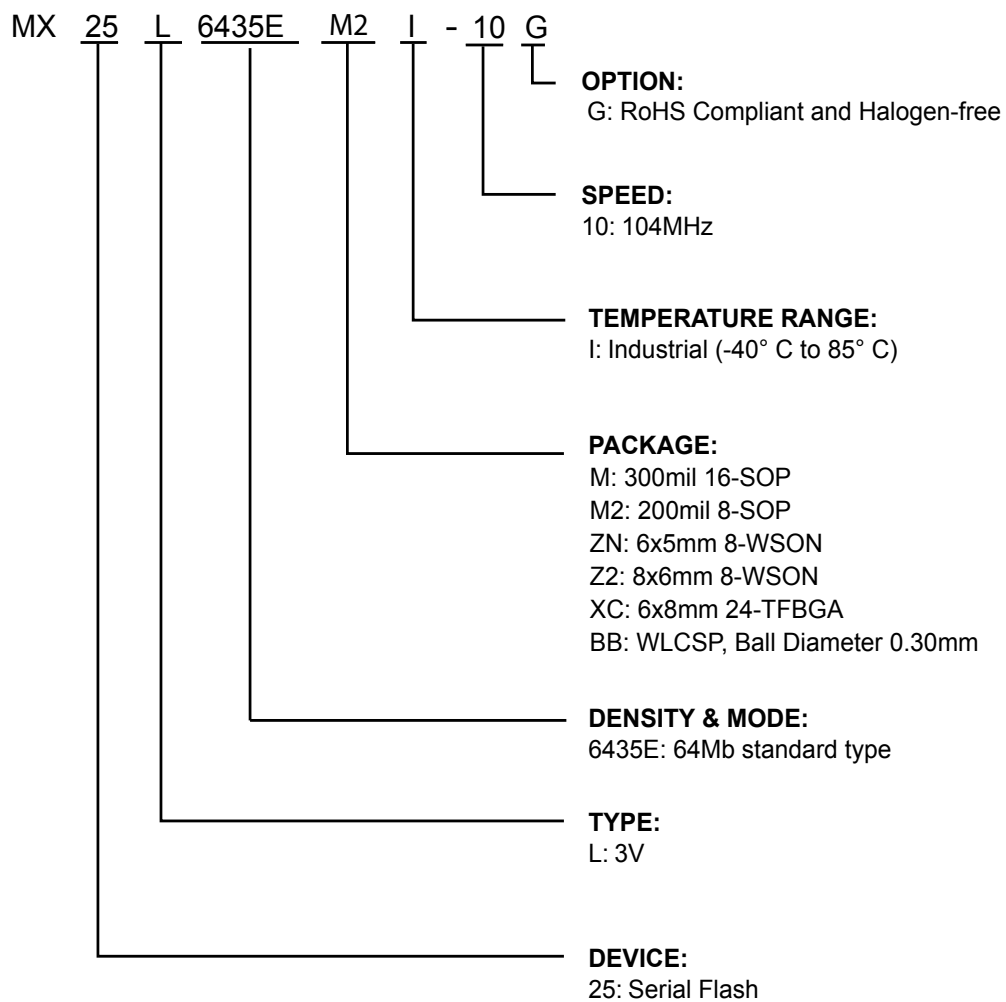 MX 25 L 6435E M2 I - 10 G
OPTION:
G: RoHS Compliant and Halogen-free
SPEED:
10: 104MHz
TEMPERATURE RANGE:
I: Industrial (-40° C to 85° C)
PACKAGE:
M: 300mil 16-SOP
M2: 200mil 8-SOP
ZN: 6x5mm 8-WSON
Z2: 8x6mm 8-WSON
XC: 6x8mm 24-TFBGA
BB: WLCSP, Ball Diameter 0.30mm
DENSITY & MODE:
6435E: 64Mb standard type
TYPE:
L: 3V
DEVICE:
25: Serial Flash